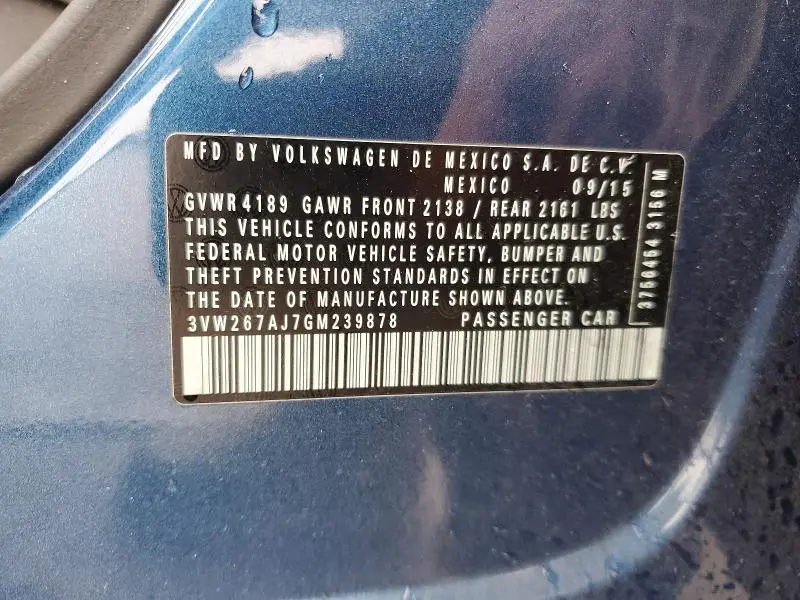 MFD BY VOLKSWAGEN DE MEXICO S.A. DE C.V.
MEXICO 09/15
GVWR 4189 GAWR FRONT 2138 / REAR 2161 LBS
THIS VEHICLE CONFORMS TO ALL APPLICABLE U.S.
FEDERAL MOTOR VEHICLE SAFETY, BUMPER AND
THEFT PREVENTION STANDARDS IN EFFECT ON
THE DATE OF MANUFACTURE SHOWN ABOVE.
3VW267AJ7GM239878 PASSENGER CAR
3756464 3156 M